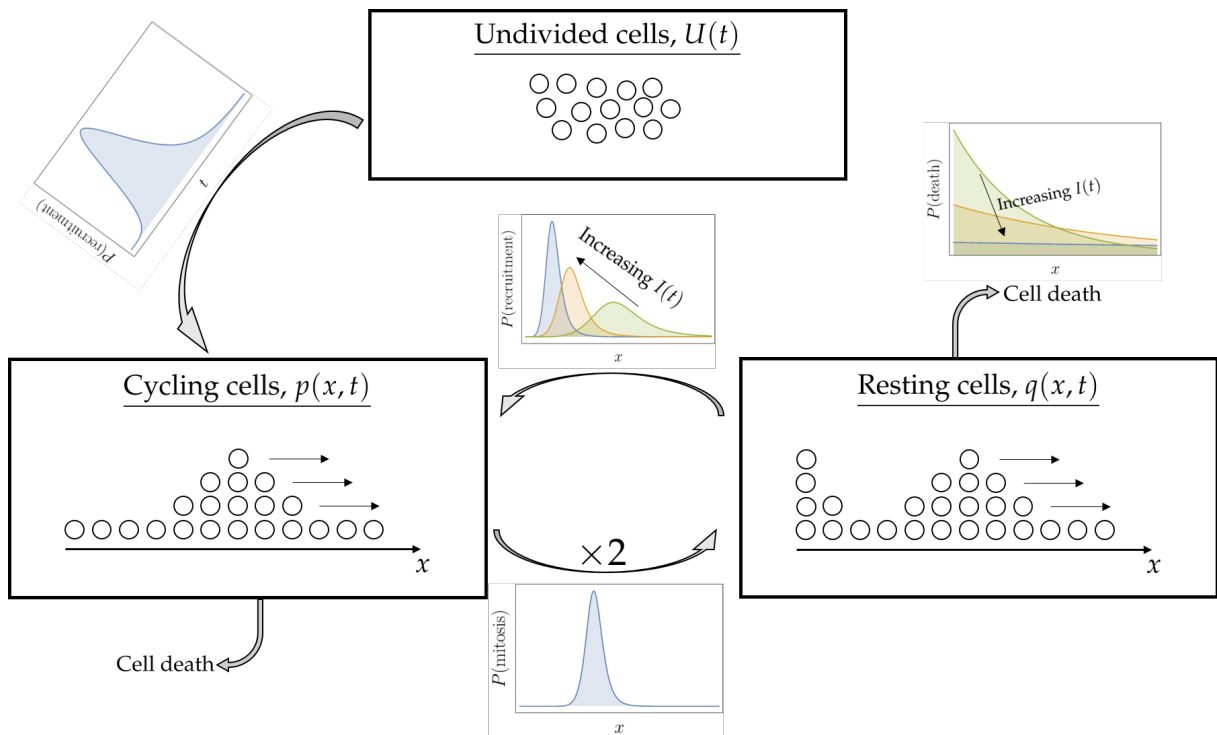 Undivided cells, U(t)
P(recruitment)
t
P(death)
Increasing I(t)
x
Cell death
P(recruitment)
Increasing I(t)
x
Cycling cells, p(x, t)
x
Resting cells, q(x, t)
x
×2
P(mitosis)
x
Cell death